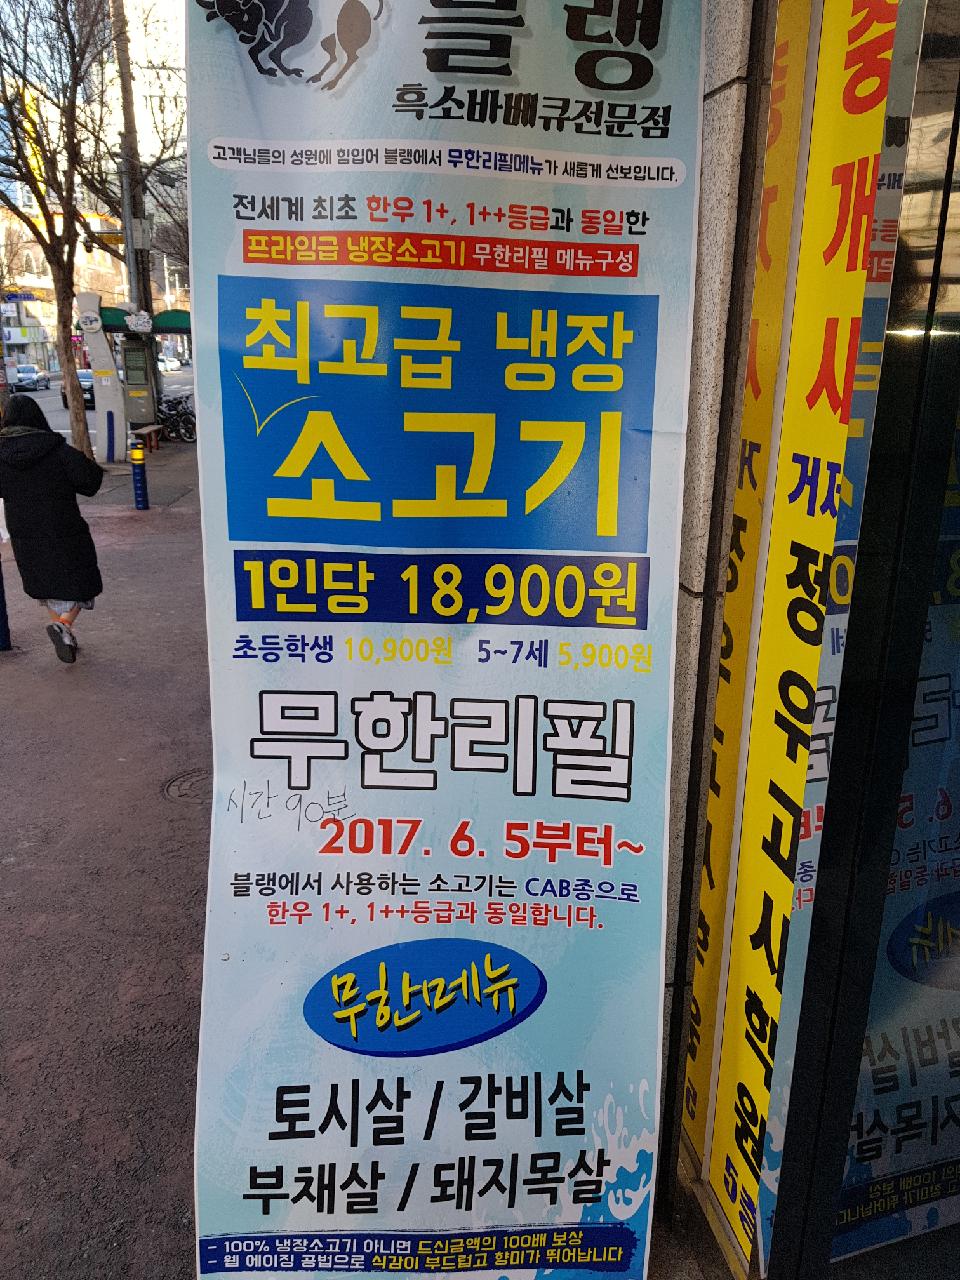 블랭
흑소바베큐전문점
고객님들의 성원에 힘입어 블랭에서 무한리필메뉴가 새롭게 선보입니다.
전세계 최초 한우 1+, 1++등급과 동일한
프라임급 냉장소고기 무한리필 메뉴구성
최고급 냉장
소고기
1인당 18,900원
초등학생 10,900원 5~7세 5,900원
무한리필
시간 90분
2017. 6. 5부터~
블랭에서 사용하는 소고기는 CAB종으로
한우 1+, 1++등급과 동일합니다.
무한메뉴
토시살 / 갈비살
부채살 / 돼지목살
- 100% 냉장소고기 아니면 드신금액의 100배 보상
- 웹 에이징 공법으로 식감이 부드럽고 향미가 뛰어납니다
중개사
정우고시학원